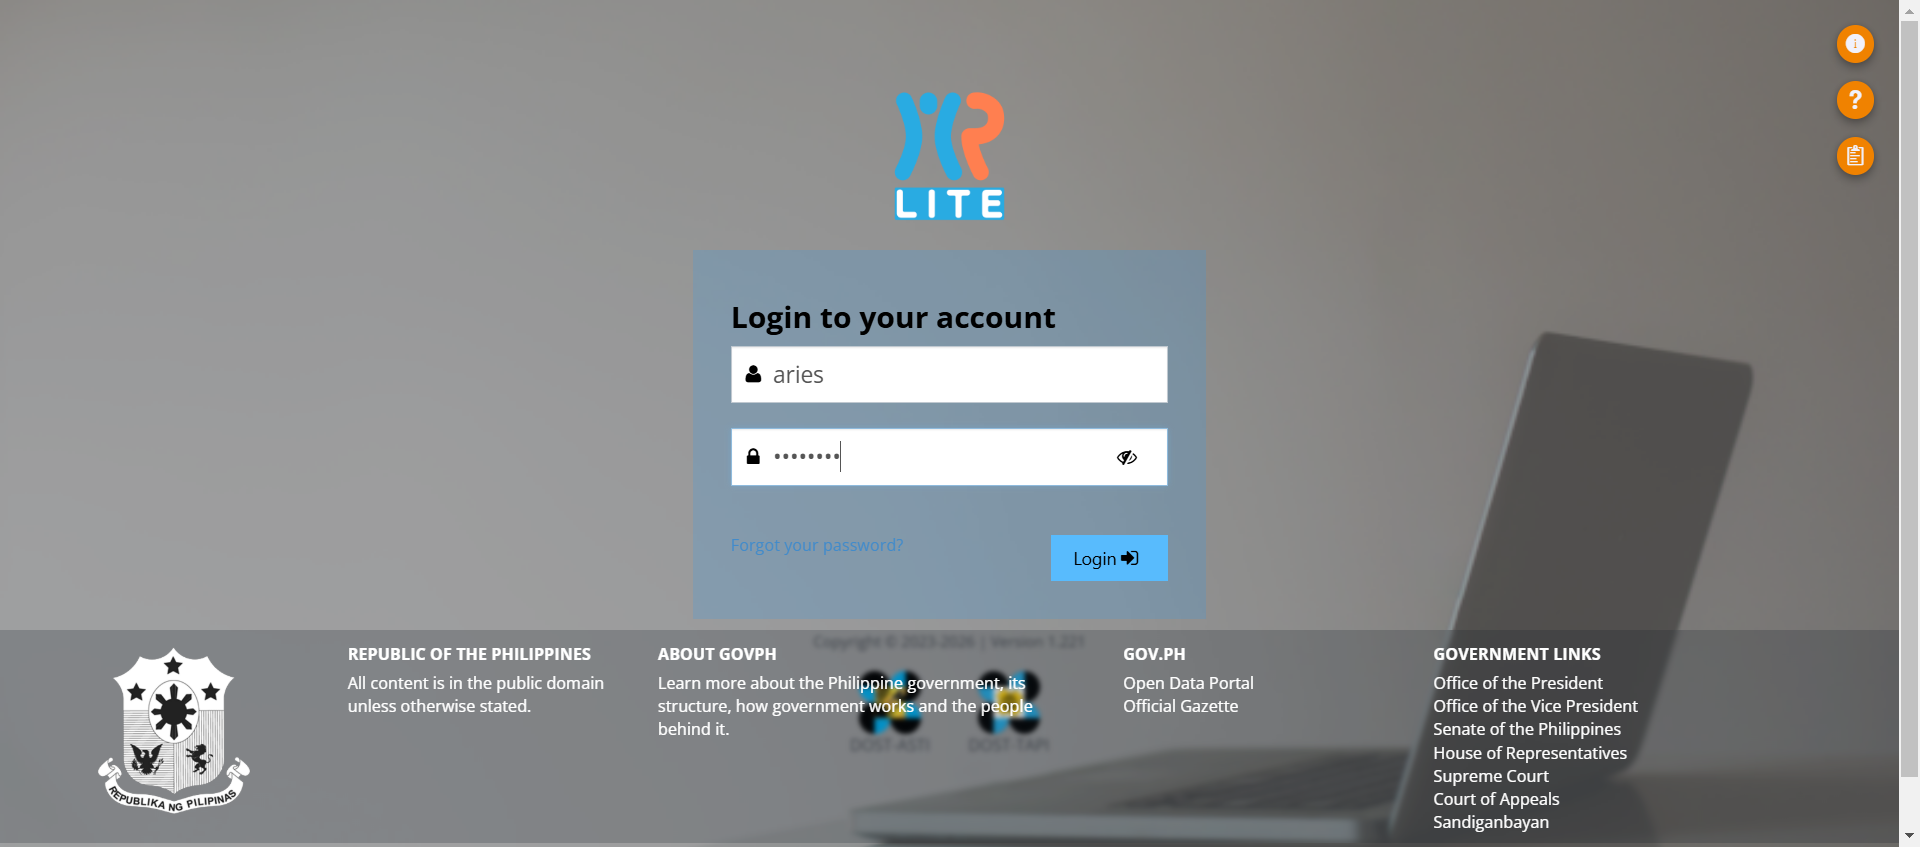 HR
LITE
Login to your account
aries
••••••••
Forgot your password?
Login
Copyright © 2023-2026 | Version 1.221
REPUBLIC OF THE PHILIPPINES
All content is in the public domain
unless otherwise stated.
ABOUT GOVPH
Learn more about the Philippine government, its
structure, how government works and the people
behind it.
DOST-ASTI
DOST-TAPI
GOV.PH
Open Data Portal
Official Gazette
GOVERNMENT LINKS
Office of the President
Office of the Vice President
Senate of the Philippines
House of Representatives
Supreme Court
Court of Appeals
Sandiganbayan
REPUBLIKA NG PILIPINAS